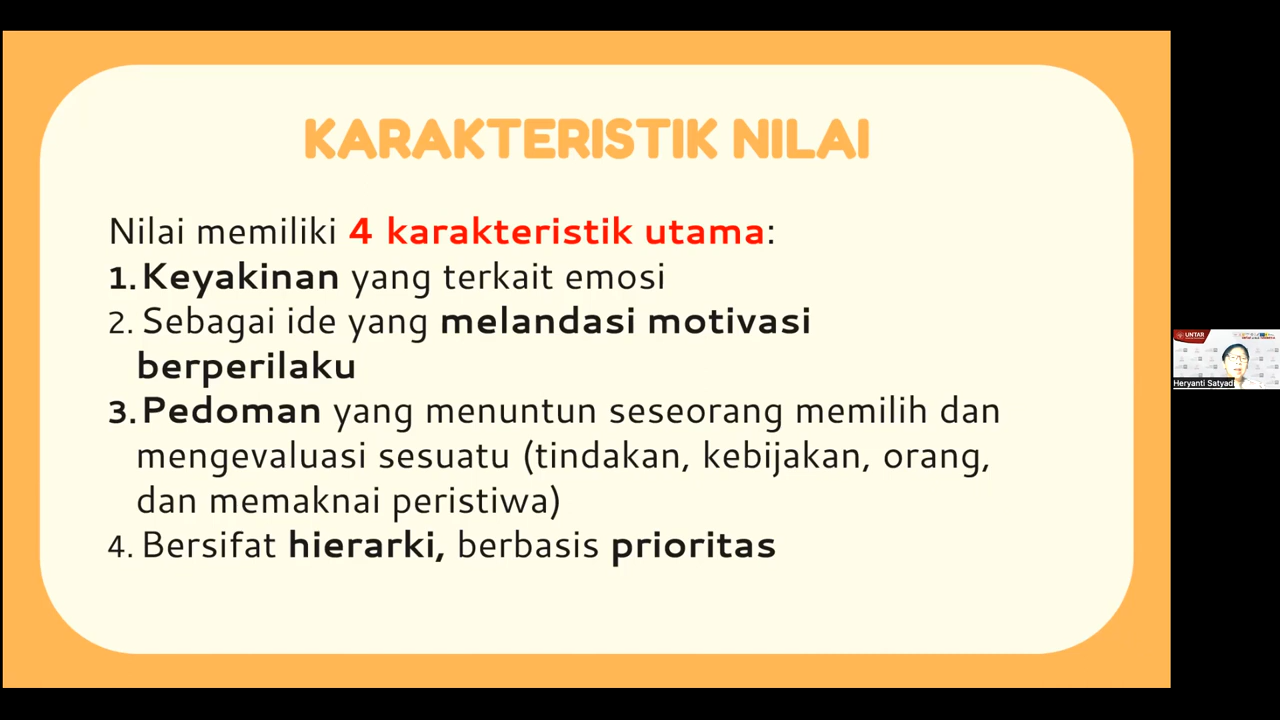 KARAKTERISTIK NILAI
Nilai memiliki 4 karakteristik utama:
1. Keyakinan yang terkait emosi
2. Sebagai ide yang melandasi motivasi
berperilaku
3. Pedoman yang menuntun seseorang memilih dan
mengevaluasi sesuatu (tindakan, kebijakan, orang,
dan memaknai peristiwa)
4. Bersifat hierarki, berbasis prioritas
UNTAR
Heryanti Satyadi